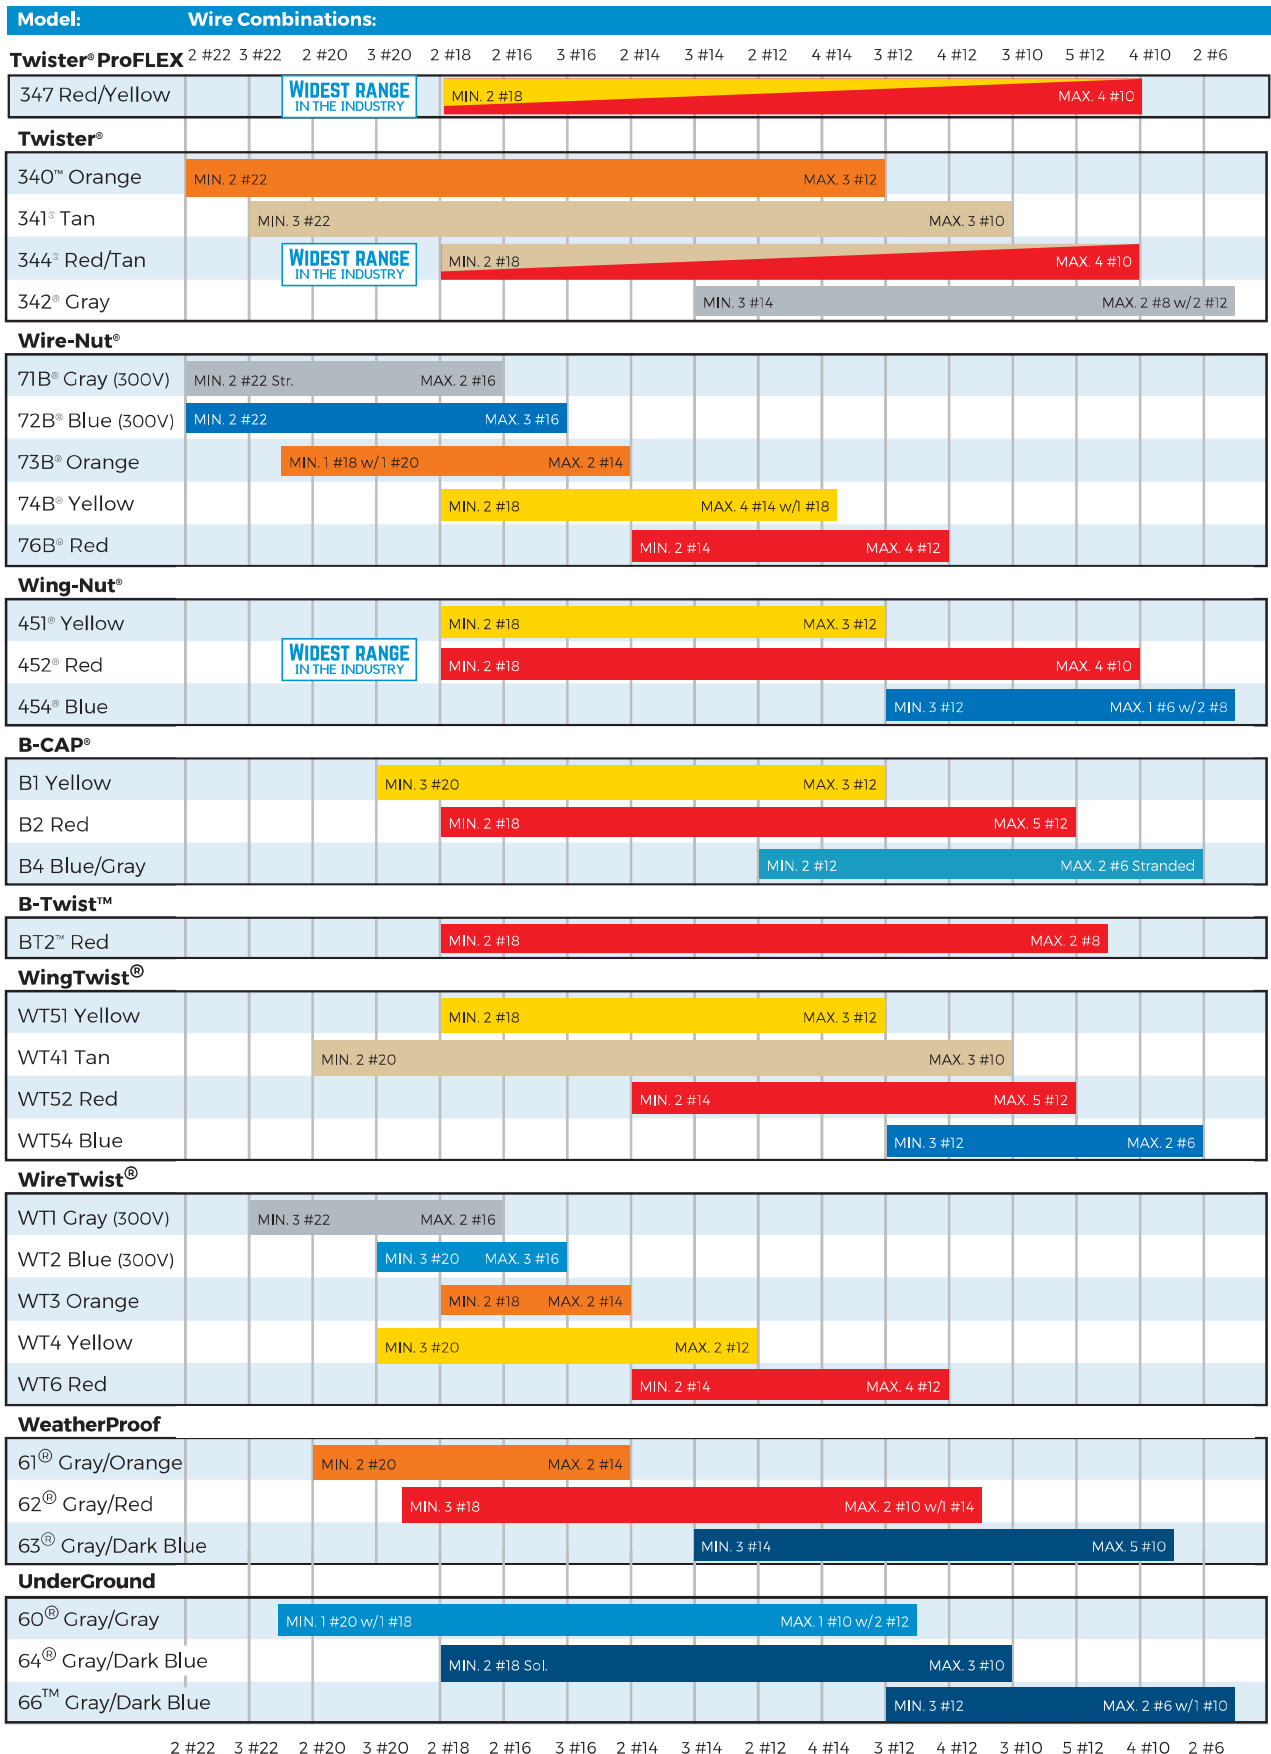 Model: Wire Combinations:
Twister® ProFLEX 2 #22 3 #22 2 #20 3 #20 2 #18 2 #16 3 #16 2 #14 3 #14 2 #12 4 #14 3 #12 4 #12 3 #10 5 #12 4 #10 2 #6
347 Red/Yellow WIDEST RANGE IN THE INDUSTRY MIN. 2 #18 MAX. 4 #10
Twister®
340™ Orange MIN. 2 #22 MAX. 3 #12
341® Tan MIN. 3 #22 MAX. 3 #10
344® Red/Tan WIDEST RANGE IN THE INDUSTRY MIN. 2 #18 MAX. 4 #10
342® Gray MIN. 3 #14 MAX. 2 #8 w/2 #12
Wire-Nut®
71B® Gray (300V) MIN. 2 #22 Str. MAX. 2 #16
72B® Blue (300V) MIN. 2 #22 MAX. 3 #16
73B® Orange MIN. 1 #18 w/1 #20 MAX. 2 #14
74B® Yellow MIN. 2 #18 MAX. 4 #14 w/1 #18
76B® Red MIN. 2 #14 MAX. 4 #12
Wing-Nut®
451® Yellow MIN. 2 #18 MAX. 3 #12
452® Red WIDEST RANGE IN THE INDUSTRY MIN. 2 #18 MAX. 4 #10
454® Blue MIN. 3 #12 MAX. 1 #6 w/2 #8
B-CAP®
B1 Yellow MIN. 3 #20 MAX. 3 #12
B2 Red MIN. 2 #18 MAX. 5 #12
B4 Blue/Gray MIN. 2 #12 MAX. 2 #6 Stranded
B-Twist™
BT2™ Red MIN. 2 #18 MAX. 2 #8
WingTwist®
WT51 Yellow MIN. 2 #18 MAX. 3 #12
WT41 Tan MIN. 2 #20 MAX. 3 #10
WT52 Red MIN. 2 #14 MAX. 5 #12
WT54 Blue MIN. 3 #12 MAX. 2 #6
WireTwist®
WT1 Gray (300V) MIN. 3 #22 MAX. 2 #16
WT2 Blue (300V) MIN. 3 #20 MAX. 3 #16
WT3 Orange MIN. 2 #18 MAX. 2 #14
WT4 Yellow MIN. 3 #20 MAX. 2 #12
WT6 Red MIN. 2 #14 MAX. 4 #12
WeatherProof
61® Gray/Orange MIN. 2 #20 MAX. 2 #14
62® Gray/Red MIN. 3 #18 MAX. 2 #10 w/1 #14
63® Gray/Dark Blue MIN. 3 #14 MAX. 5 #10
UnderGround
60® Gray/Gray MIN. 1 #20 w/1 #18 MAX. 1 #10 w/2 #12
64® Gray/Dark Blue MIN. 2 #18 Sol. MAX. 3 #10
66™ Gray/Dark Blue MIN. 3 #12 MAX. 2 #6 w/1 #10
2 #22 3 #22 2 #20 3 #20 2 #18 2 #16 3 #16 2 #14 3 #14 2 #12 4 #14 3 #12 4 #12 3 #10 5 #12 4 #10 2 #6